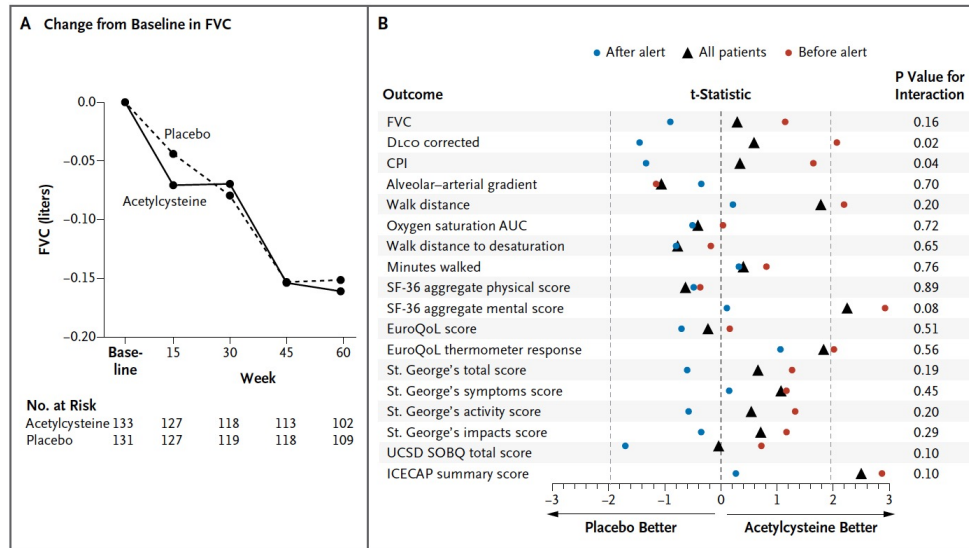 A Change from Baseline in FVC
0.0
−0.05
−0.10
−0.15
−0.20
FVC (liters)
Placebo
Acetylcysteine
Base-
line
15 30 45 60
Week
No. at Risk
Acetylcysteine 133 127 118 113 102
Placebo 131 127 119 118 109
B
After alert All patients Before alert
Outcome t-Statistic P Value for
Interaction
FVC 0.16
DLCO corrected 0.02
CPI 0.04
Alveolar–arterial gradient 0.70
Walk distance 0.20
Oxygen saturation AUC 0.72
Walk distance to desaturation 0.65
Minutes walked 0.76
SF-36 aggregate physical score 0.89
SF-36 aggregate mental score 0.08
EuroQoL score 0.51
EuroQoL thermometer response 0.56
St. George's total score 0.19
St. George's symptoms score 0.45
St. George's activity score 0.20
St. George's impacts score 0.29
UCSD SOBQ total score 0.10
ICECAP summary score 0.10
−3 −2 −1 0 1 2 3
Placebo Better Acetylcysteine Better